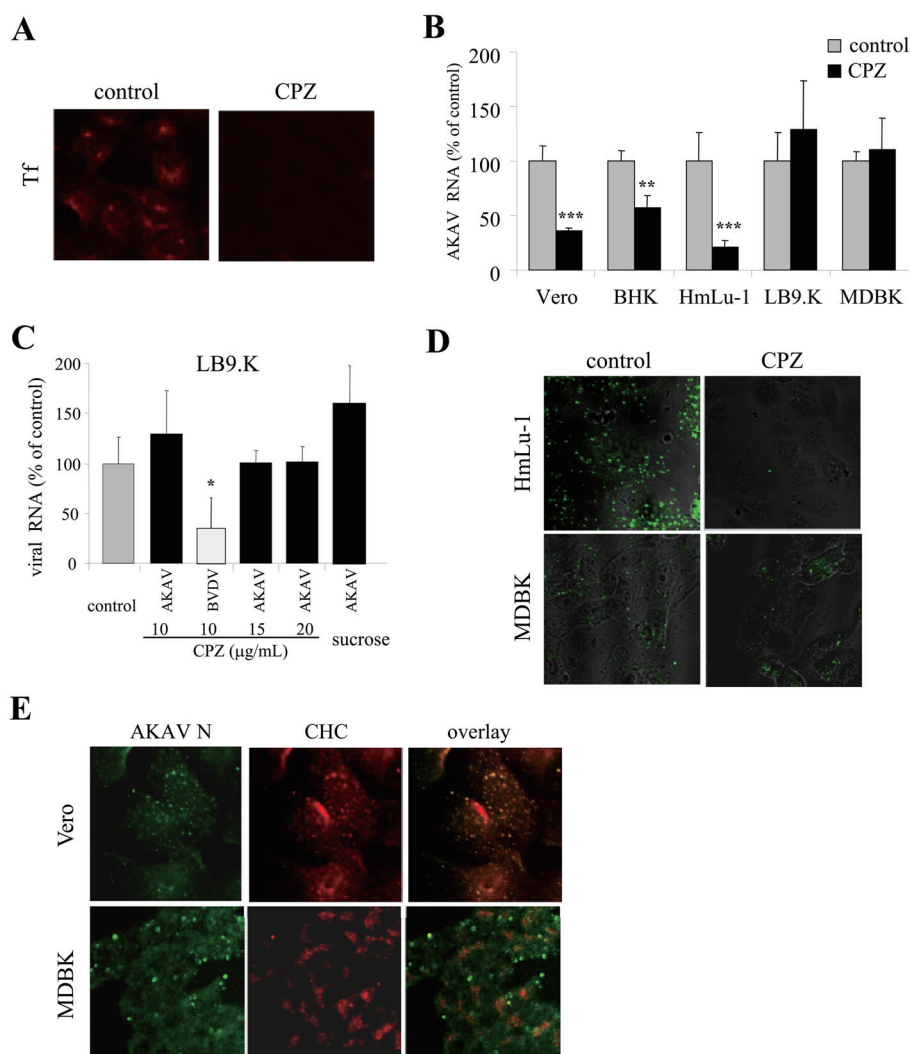 A
control CPZ
Tf
B
control
CPZ
AKAV RNA (% of control)
200
150
100
50
0
***
**
***
Vero BHK HmLu-1 LB9.K MDBK
C
LB9.K
viral RNA (% of control)
200
150
100
50
0
*
control
AKAV BVDV AKAV AKAV AKAV
10 10 15 20
CPZ (μg/mL)
sucrose
D
control CPZ
HmLu-1
MDBK
E
AKAV N CHC overlay
Vero
MDBK